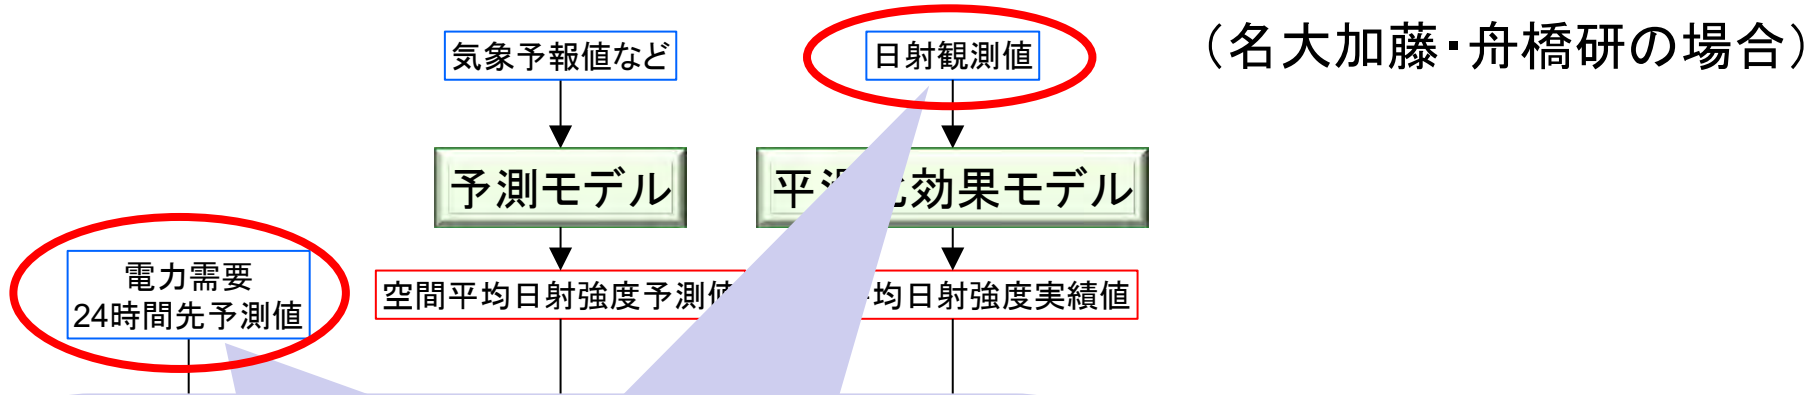 (名大加藤・舟橋研の場合)
気象予報値など
日射観測値
予測モデル
平 効果モデル
電力需要
24時間先予測値
空間平均日射強度予測値
均日射強度実績値